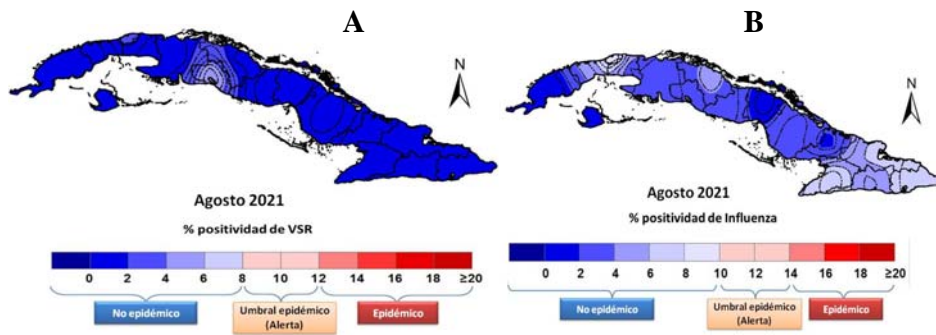 A
N
Agosto 2021
% positividad de VSR
0 2 4 6 8 10 12 16 18 ≥20
No epidémico
Umbral epidémico
(Alerta)
Epidémico
B
N
Agosto 2021
% positividad de Influenza
0 2 4 6 8 10 12 14 16 18 ≥20
No epidémico
Umbral epidémico
(Alerta)
Epidémico